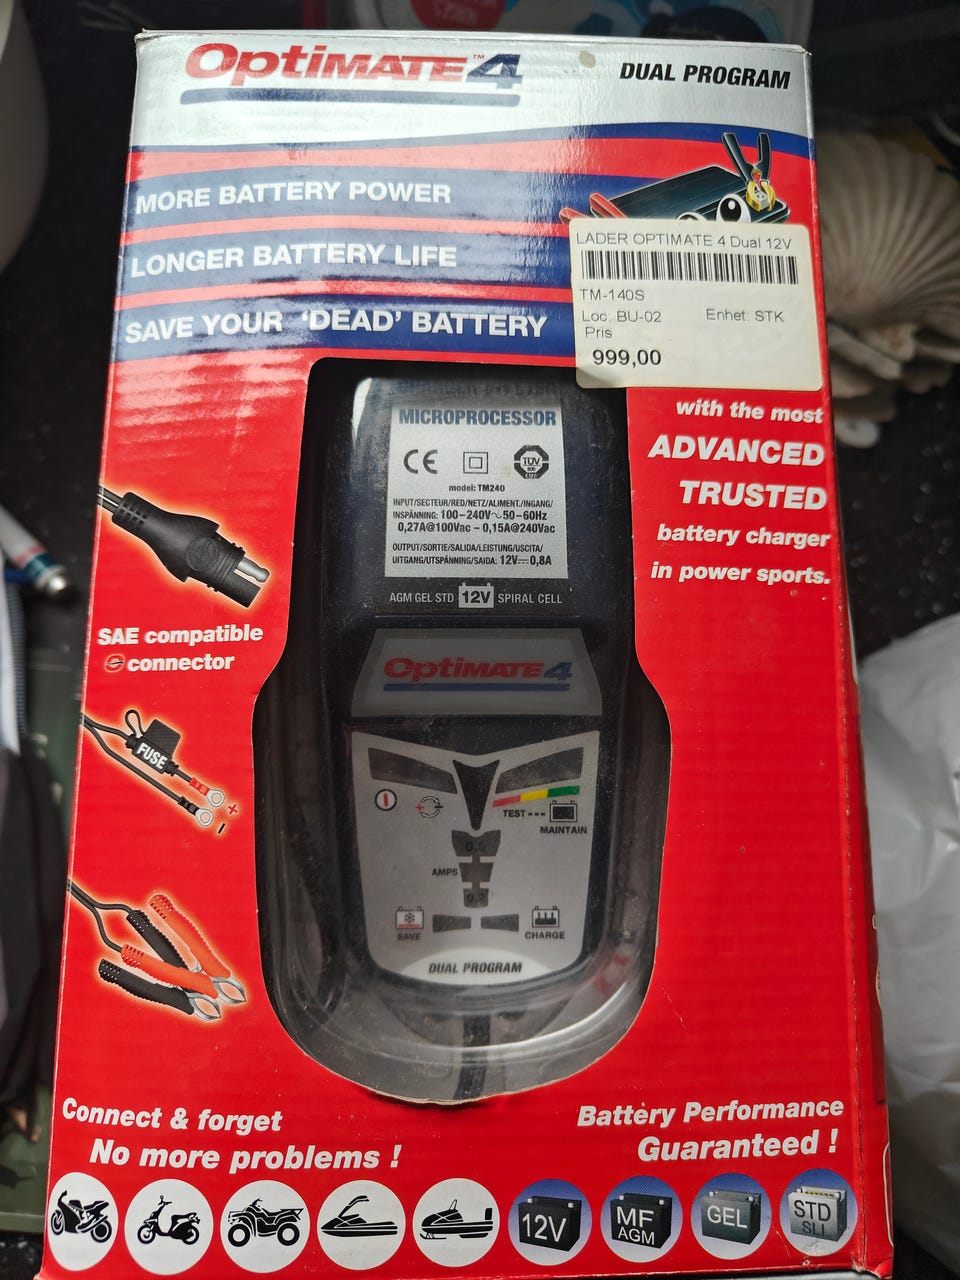 OptiMATE™4
DUAL PROGRAM
MORE BATTERY POWER
LONGER BATTERY LIFE
SAVE YOUR ‘DEAD’ BATTERY
LADER OPTIMATE 4 Dual 12V
TM-140S
Loc: BU-02 Enhet: STK
Pris
999,00
with the most
ADVANCED
TRUSTED
battery charger
in power sports.
MICROPROCESSOR
CE TÜV
model: TM240
INPUT/SECTEUR/RED/NETZ/ALIMENT./INGANG/
INSPÄNNING: 100–240V~50–60Hz
0,27A@100Vac – 0,15A@240Vac
OUTPUT/SORTIE/SALIDA/LEISTUNG/USCITA/
UITGANG/UTSPÄNNING/SAIDA: 12V 0,8A
AGM GEL STD 12V SPIRAL CELL
OptiMATE 4
TEST
MAINTAIN
AMPS
SAVE
CHARGE
DUAL PROGRAM
SAE compatible
connector
FUSE
Connect & forget
No more problems !
Battery Performance
Guaranteed !
12V
MF
AGM
GEL
STD
SLI